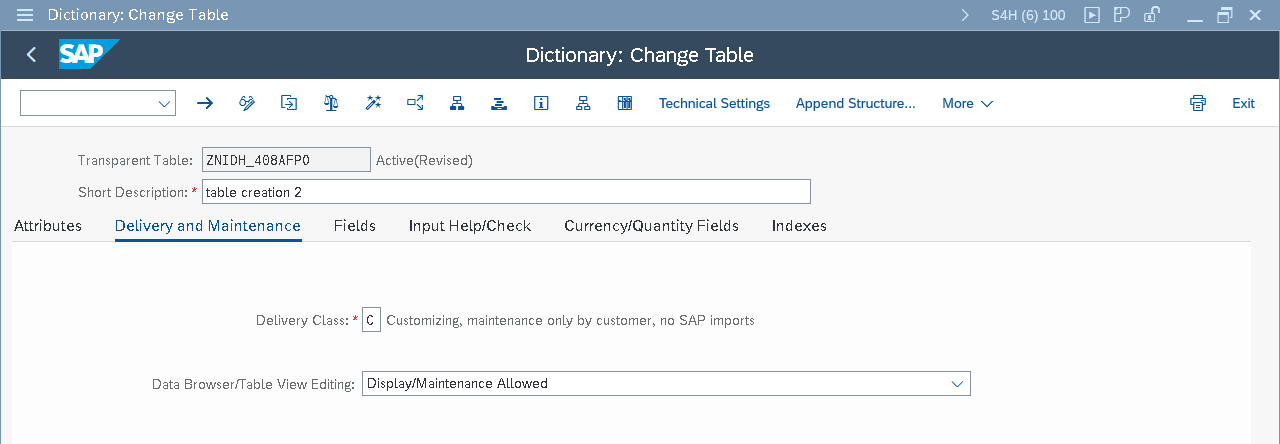 Dictionary: Change Table
S4H (6) 100
SAP
Dictionary: Change Table
Technical Settings Append Structure... More Exit
Transparent Table: ZNIDH_408AFPO Active(Revised)
Short Description: * table creation 2
Attributes Delivery and Maintenance Fields Input Help/Check Currency/Quantity Fields Indexes
Delivery Class: * C Customizing, maintenance only by customer, no SAP imports
Data Browser/Table View Editing: Display/Maintenance Allowed